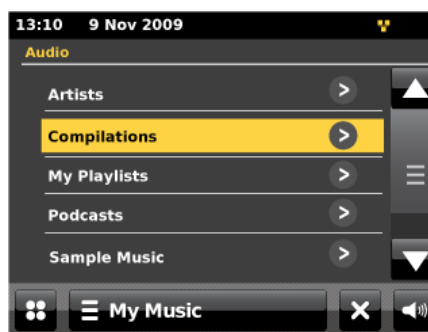 13:10 9 Nov 2009
Audio
Artists
Compilations
My Playlists
Podcasts
Sample Music
My Music